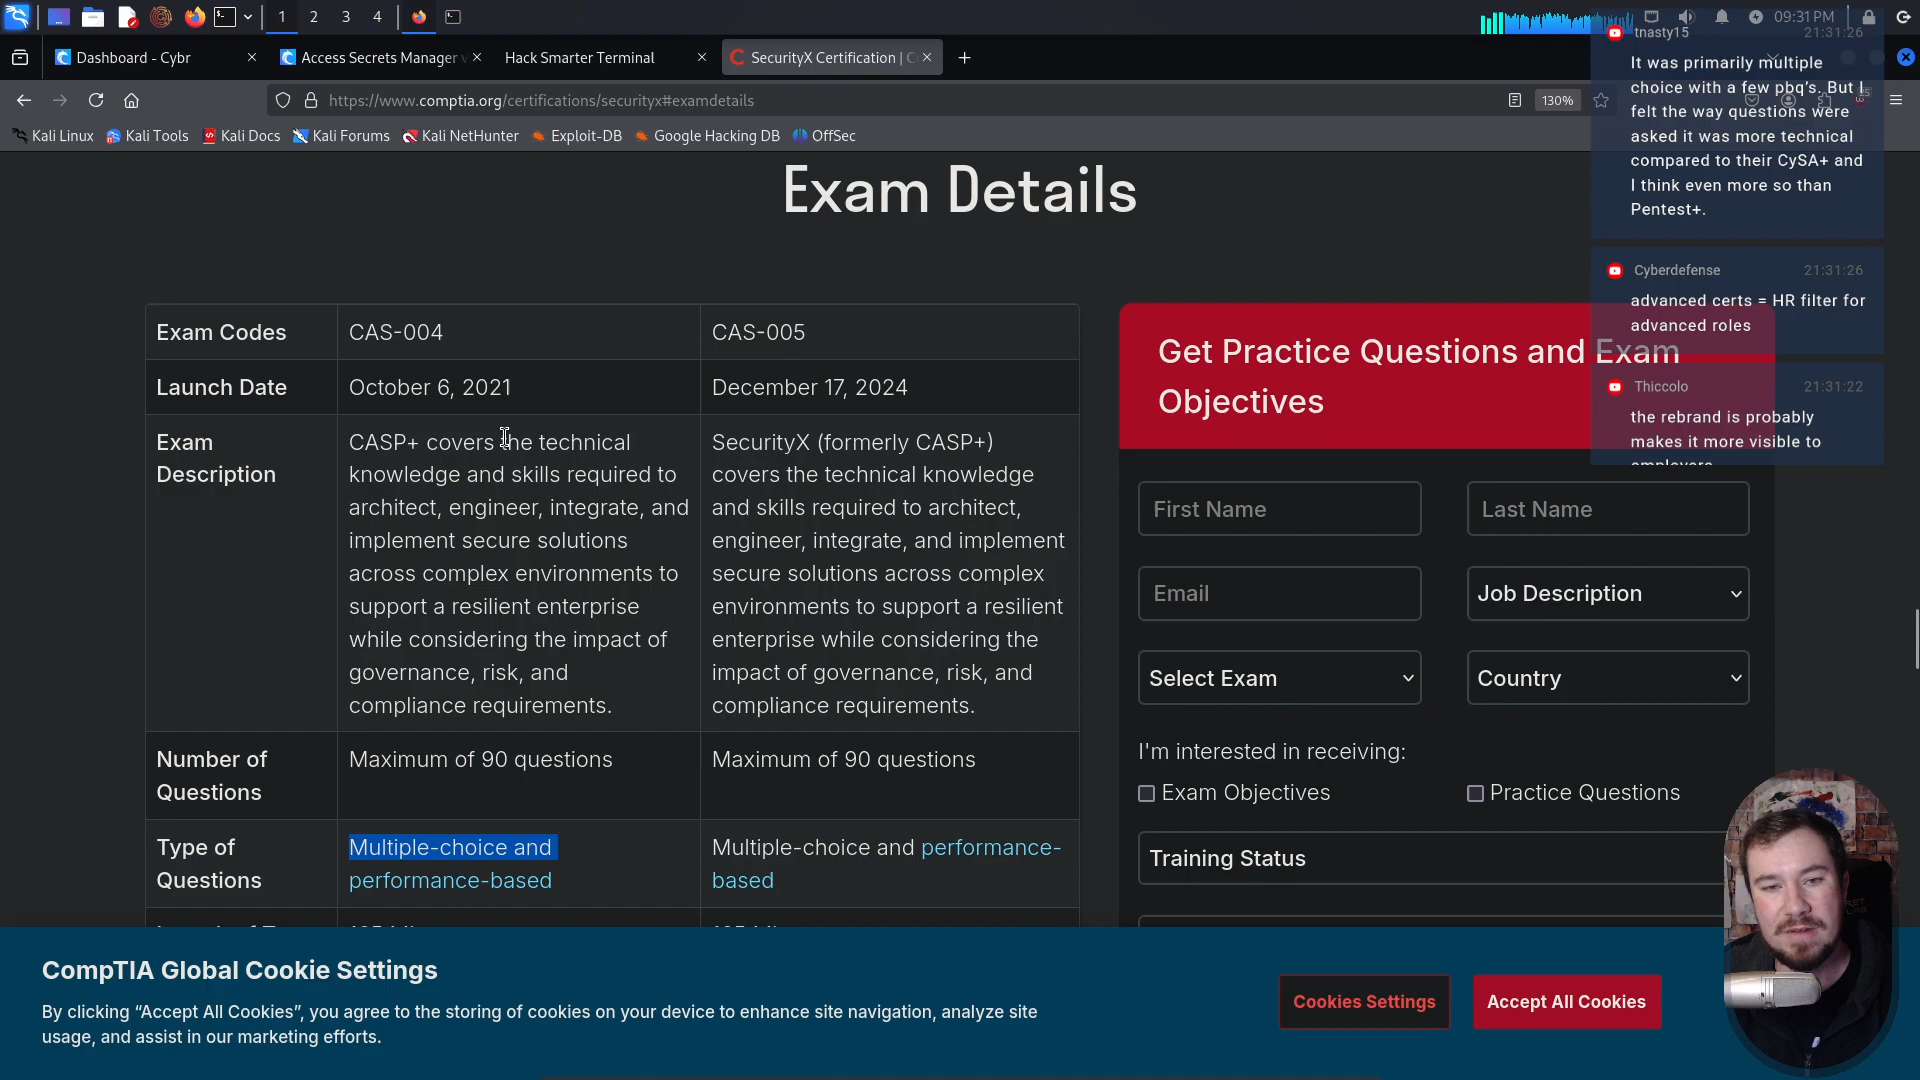 1 2 3 4
09:31 PM
Dashboard - Cybr
Access Secrets Manager
Hack Smarter Terminal
SecurityX Certification | C
https://www.comptia.org/certifications/securityx#examdetails
130%
Kali Linux
Kali Tools
Kali Docs
Kali Forums
Kali NetHunter
Exploit-DB
Google Hacking DB
OffSec
tnasty15 21:31:26
It was primarily multiple
choice with a few pbq's. But I
felt the way questions were
asked it was more technical
compared to their CySA+ and
I think even more so than
Pentest+.
Cyberdefense 21:31:26
advanced certs = HR filter for
advanced roles
Thiccolo 21:31:22
the rebrand is probably
makes it more visible to
employers
Exam Details
Exam Codes
CAS-004
CAS-005
Launch Date
October 6, 2021
December 17, 2024
Exam
Description
CASP+ covers the technical
knowledge and skills required to
architect, engineer, integrate, and
implement secure solutions
across complex environments to
support a resilient enterprise
while considering the impact of
governance, risk, and
compliance requirements.
SecurityX (formerly CASP+)
covers the technical knowledge
and skills required to architect,
engineer, integrate, and implement
secure solutions across complex
environments to support a resilient
enterprise while considering the
impact of governance, risk, and
compliance requirements.
Number of
Questions
Maximum of 90 questions
Maximum of 90 questions
Type of
Questions
Multiple-choice and
performance-based
Multiple-choice and performance-
based
Get Practice Questions and Exam
Objectives
First Name
Last Name
Email
Job Description
Select Exam
Country
I'm interested in receiving:
Exam Objectives
Practice Questions
Training Status
CompTIA Global Cookie Settings
By clicking “Accept All Cookies”, you agree to the storing of cookies on your device to enhance site navigation, analyze site
usage, and assist in our marketing efforts.
Cookies Settings
Accept All Cookies